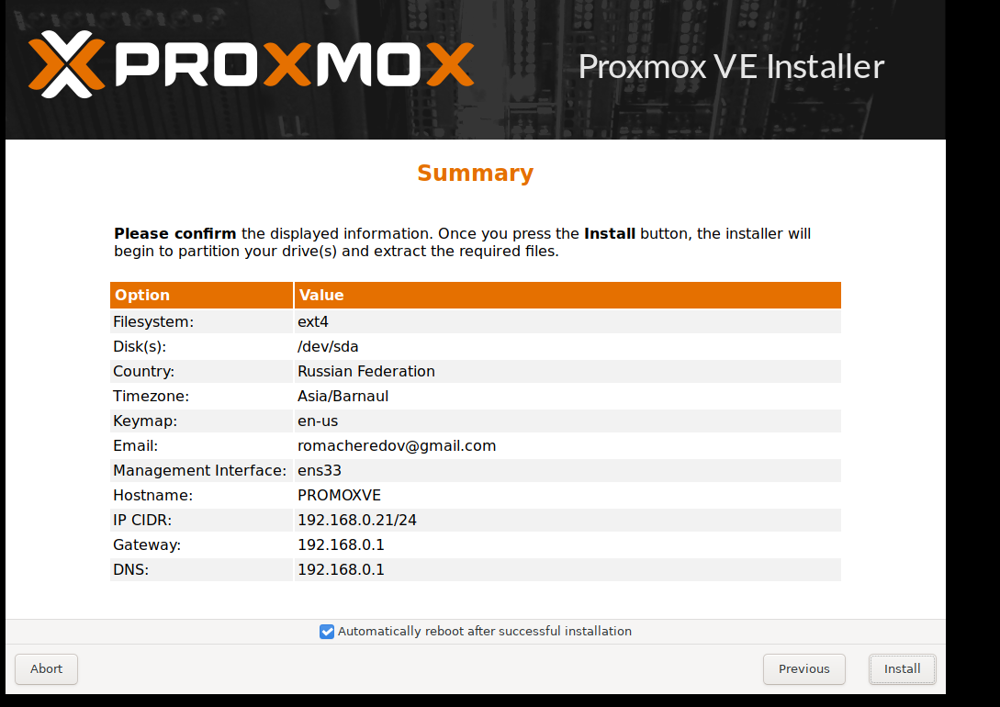 PROXMOX
Proxmox VE Installer
Summary
Please confirm the displayed information. Once you press the Install button, the installer will
begin to partition your drive(s) and extract the required files.
Option Value
Filesystem: ext4
Disk(s): /dev/sda
Country: Russian Federation
Timezone: Asia/Barnaul
Keymap: en-us
Email: romacheredov@gmail.com
Management Interface: ens33
Hostname: PROMOXVE
IP CIDR: 192.168.0.21/24
Gateway: 192.168.0.1
DNS: 192.168.0.1
Automatically reboot after successful installation
Abort Previous Install